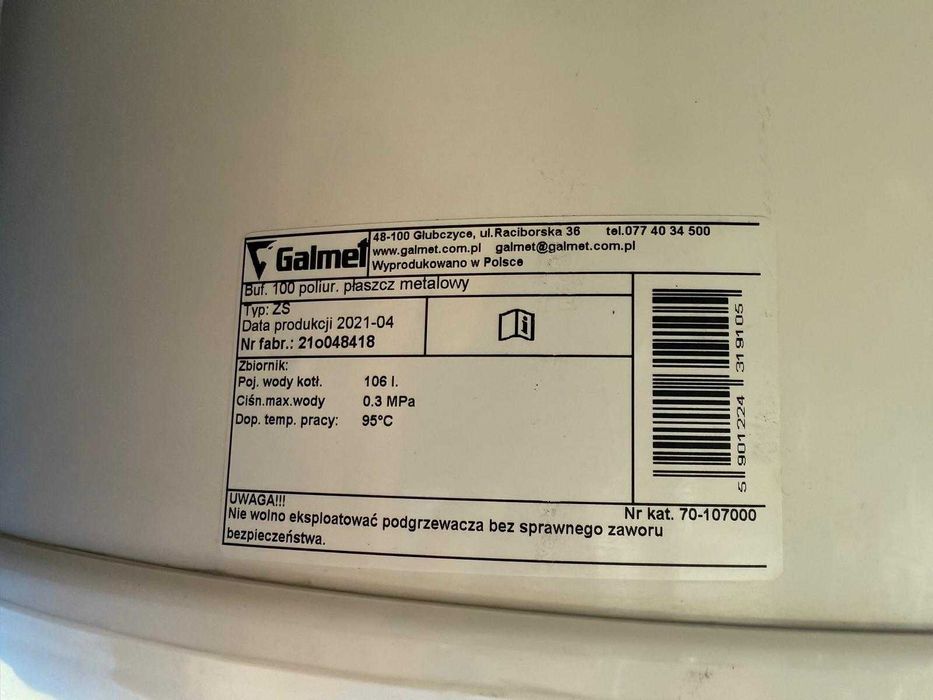 Galmet
48-100 Głubczyce, ul.Raciborska 36 tel.077 40 34 500
www.galmet.com.pl galmet@galmet.com.pl
Wyprodukowano w Polsce
Buf. 100 poliur. płaszcz metalowy
Typ: ZS
Data produkcji 2021-04
Nr fabr.: 21o048418
Zbiornik:
Poj. wody kotł. 106 l.
Ciśn.max.wody 0.3 MPa
Dop. temp. pracy: 95°C
5 901224 319105
UWAGA!!!
Nr kat. 70-107000
Nie wolno eksploatować podgrzewacza bez sprawnego zaworu
bezpieczeństwa.